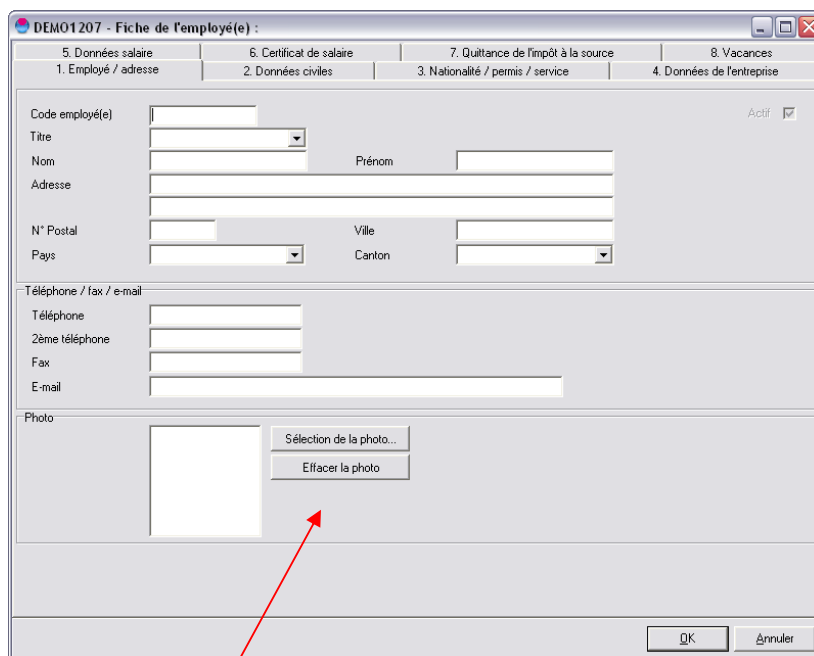 DEMO1207 - Fiche de l'employé(e) :
5. Données salaire 6. Certificat de salaire 7. Quittance de l'impôt à la source 8. Vacances
1. Employé / adresse 2. Données civiles 3. Nationalité / permis / service 4. Données de l'entreprise
Code employé(e) Actif
Titre
Nom Prénom
Adresse
N° Postal Ville
Pays Canton
Téléphone / fax / e-mail
Téléphone
2ème téléphone
Fax
E-mail
Photo
Sélection de la photo...
Effacer la photo
OK Annuler